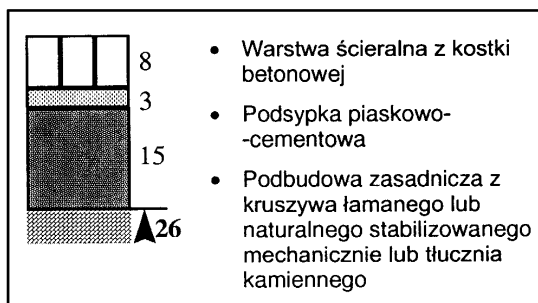 8
3
15
26
• Warstwa ścieralna z kostki
betonowej
• Podsypka piaskowo-
-cementowa
• Podbudowa zasadnicza z
kruszywa łamanego lub
naturalnego stabilizowanego
mechanicznie lub tłucznia
kamiennego